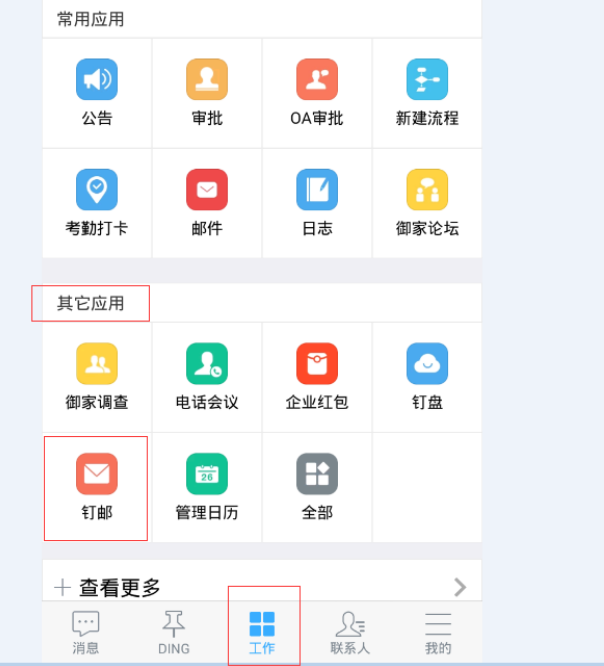 常用应用
公告 审批 OA审批 新建流程
考勤打卡 邮件 日志 御家论坛
其它应用
御家调查 电话会议 企业红包 钉盘
26
钉邮 管理日历 全部
+ 查看更多 >
消息 DING 工作 联系人 我的